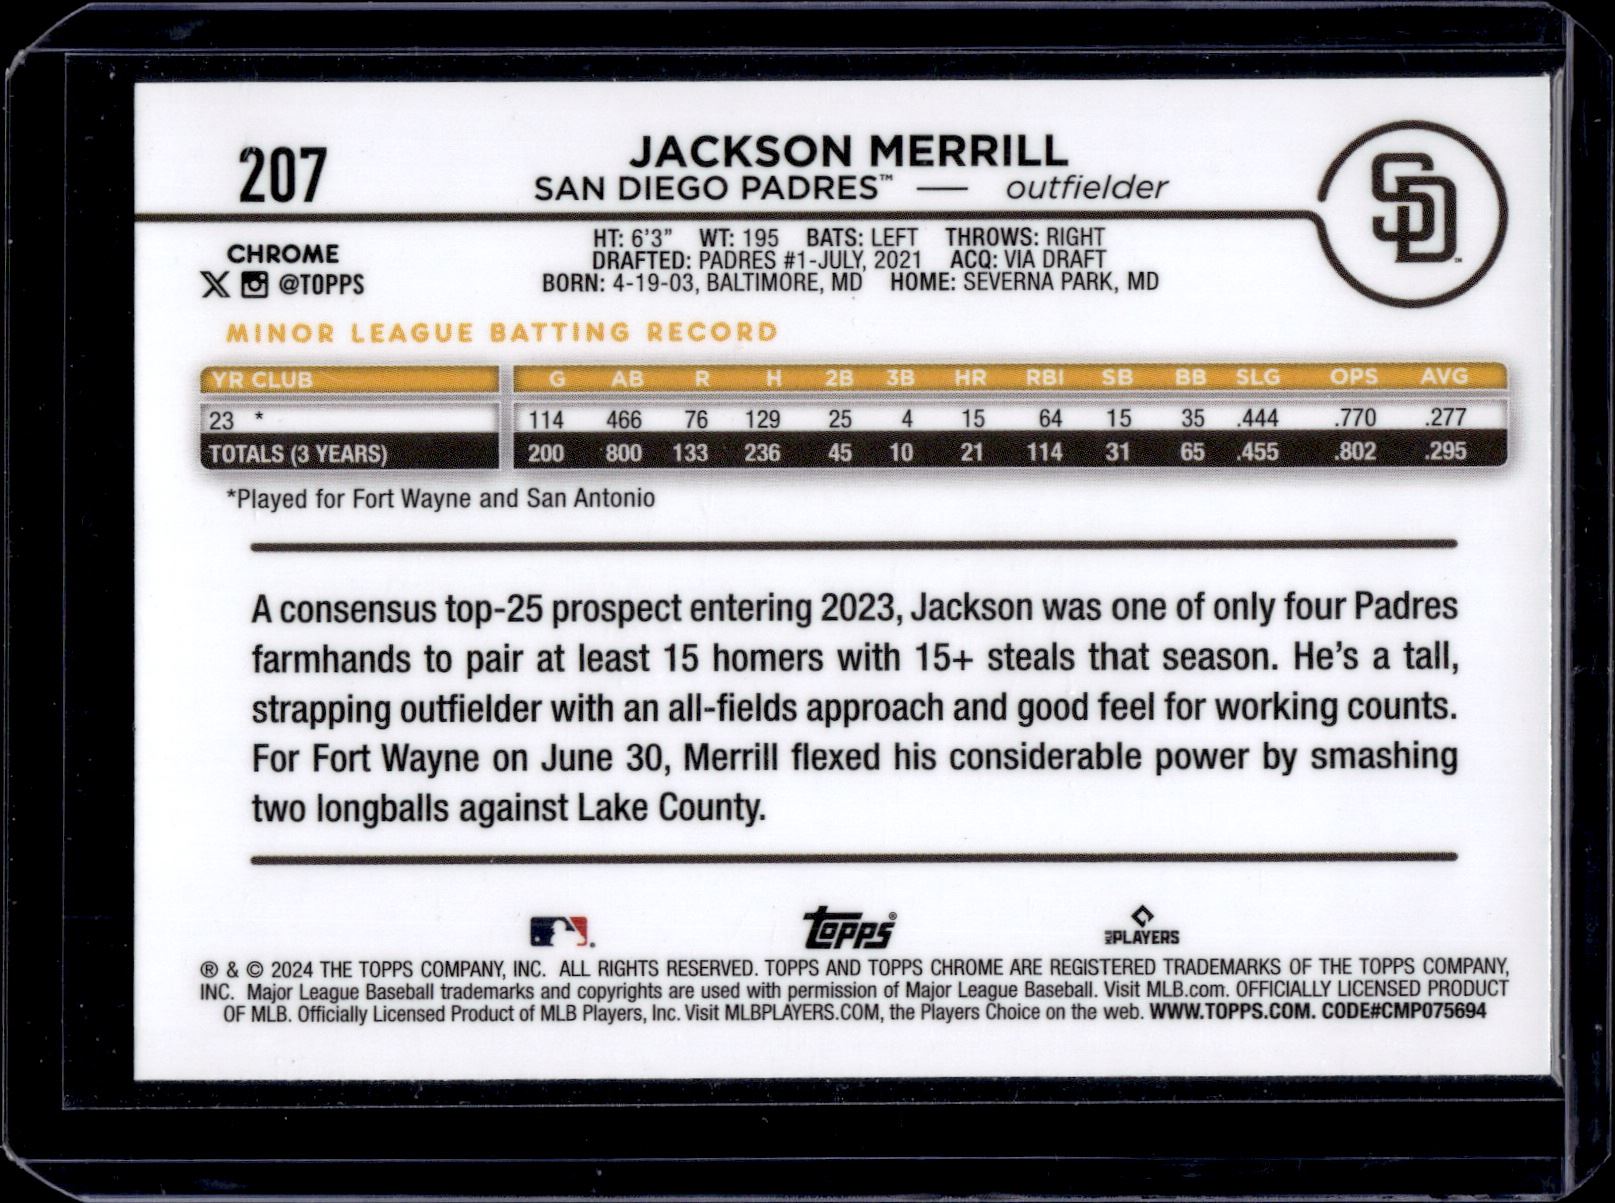 207
JACKSON MERRILL
SAN DIEGO PADRES™ — outfielder
SD
CHROME
@TOPPS
HT: 6'3" WT: 195 BATS: LEFT THROWS: RIGHT
DRAFTED: PADRES #1-JULY, 2021 ACQ: VIA DRAFT
BORN: 4-19-03, BALTIMORE, MD HOME: SEVERNA PARK, MD
MINOR LEAGUE BATTING RECORD
YR CLUB G AB R H 2B 3B HR RBI SB BB SLG OPS AVG
23 * 114 466 76 129 25 4 15 64 15 35 .444 .770 .277
TOTALS (3 YEARS) 200 800 133 236 45 10 21 114 31 65 .455 .802 .295
*Played for Fort Wayne and San Antonio
A consensus top-25 prospect entering 2023, Jackson was one of only four Padres
farmhands to pair at least 15 homers with 15+ steals that season. He's a tall,
strapping outfielder with an all-fields approach and good feel for working counts.
For Fort Wayne on June 30, Merrill flexed his considerable power by smashing
two longballs against Lake County.
Topps®
MLB PLAYERS
® & © 2024 THE TOPPS COMPANY, INC. ALL RIGHTS RESERVED. TOPPS AND TOPPS CHROME ARE REGISTERED TRADEMARKS OF THE TOPPS COMPANY,
INC. Major League Baseball trademarks and copyrights are used with permission of Major League Baseball. Visit MLB.com. OFFICIALLY LICENSED PRODUCT
OF MLB. Officially Licensed Product of MLB Players, Inc. Visit MLBPLAYERS.COM, the Players Choice on the web. WWW.TOPPS.COM. CODE#CMP075694